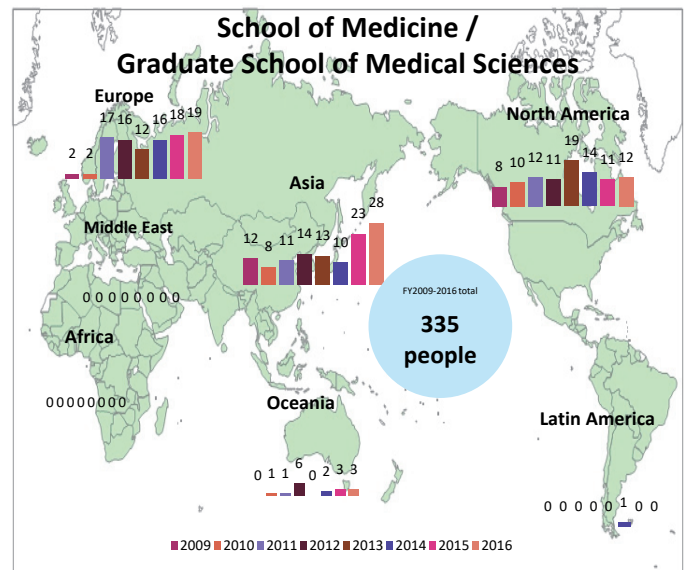 School of Medicine /
Graduate School of Medical Sciences
Europe
2 2 17 16 12 16 18 19
North America
8 10 12 11 19 14 11 12
Asia
12 8 11 14 13 10 23 28
Middle East
0 0 0 0 0 0 0 0
Africa
0 0 0 0 0 0 0 0
FY2009-2016 total
335
people
Oceania
0 1 1 6 0 2 3 3
Latin America
0 0 0 0 0 1 0 0
2009 2010 2011 2012 2013 2014 2015 2016